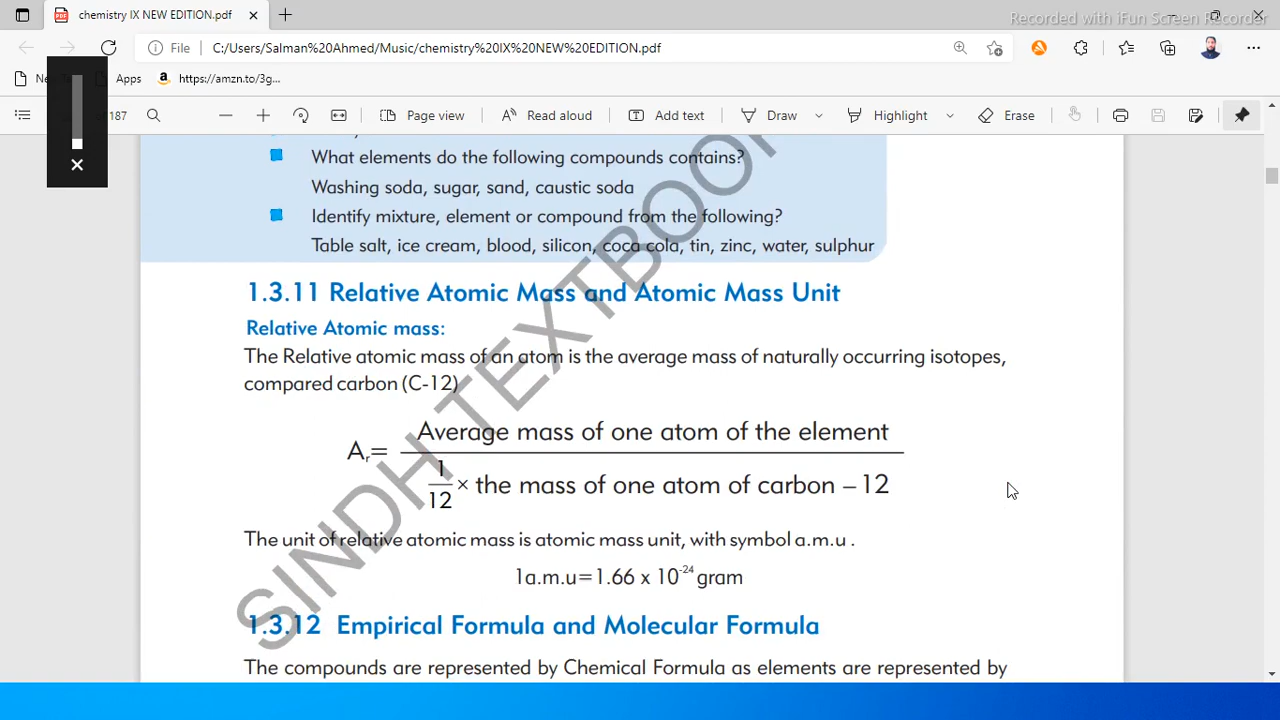 chemistry IX NEW EDITION.pdf
Recorded with iFun Screen Recorder
File C:/Users/Salman%20Ahmed/Music/chemistry%20IX%20NEW%20EDITION.pdf
Apps https://amzn.to/3g...
187 Page view Read aloud Add text Draw Highlight Erase
What elements do the following compounds contains?
Washing soda, sugar, sand, caustic soda
Identify mixture, element or compound from the following?
Table salt, ice cream, blood, silicon, coca cola, tin, zinc, water, sulphur
1.3.11 Relative Atomic Mass and Atomic Mass Unit
Relative Atomic mass:
The Relative atomic mass of an atom is the average mass of naturally occurring isotopes,
compared carbon (C-12)
Average mass of one atom of the element
Ar=
1/12 × the mass of one atom of carbon – 12
The unit of relative atomic mass is atomic mass unit, with symbol a.m.u .
1a.m.u=1.66 x 10-24 gram
1.3.12 Empirical Formula and Molecular Formula
The compounds are represented by Chemical Formula as elements are represented by
SINDH TEXTBOOK